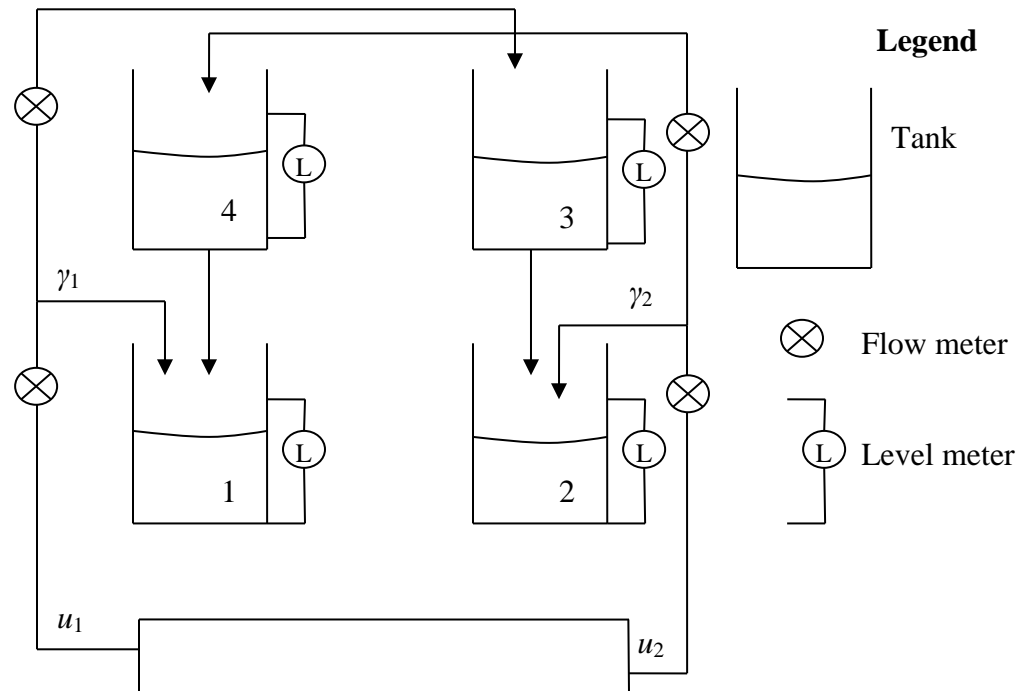 Legend
Tank
L
L
4
3
γ1
γ2
Flow meter
L
L
L
Level meter
1
2
u1
u2